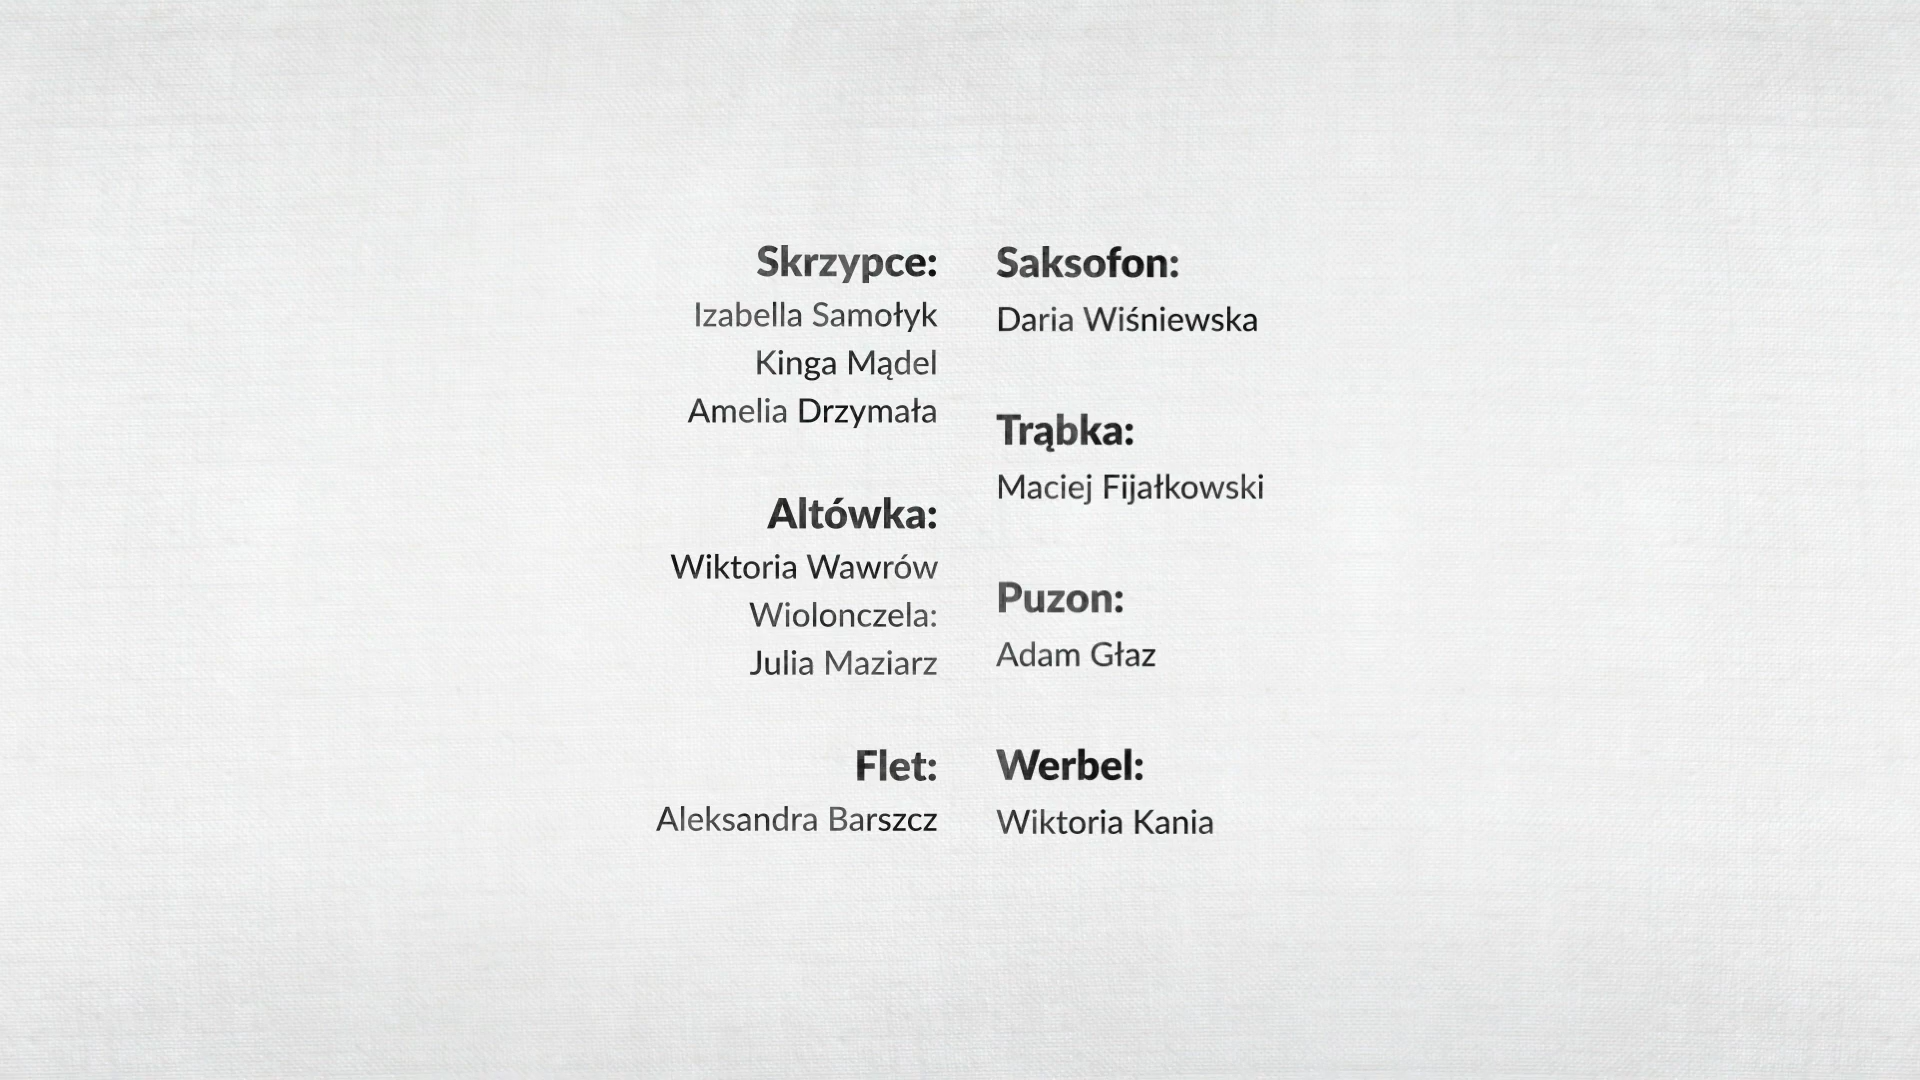 Skrzypce:
Izabella Samołyk
Kinga Mądel
Amelia Drzymała
Altówka:
Wiktoria Wawrów
Wiolonczela:
Julia Maziarz
Flet:
Aleksandra Barszcz
Saksofon:
Daria Wiśniewska
Trąbka:
Maciej Fijałkowski
Puzon:
Adam Głaz
Werbel:
Wiktoria Kania